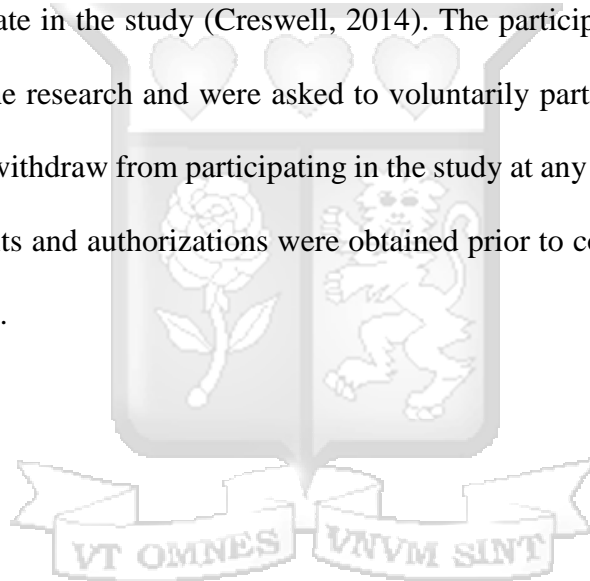 ate in the study (Creswell, 2014). The particip
e research and were asked to voluntarily part
withdraw from participating in the study at any
ts and authorizations were obtained prior to co
.
VT OMNES VNVM SINT